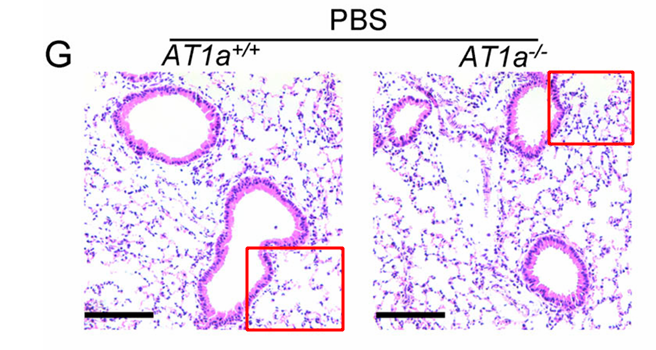 PBS
G
AT1a+/+ AT1a-/-